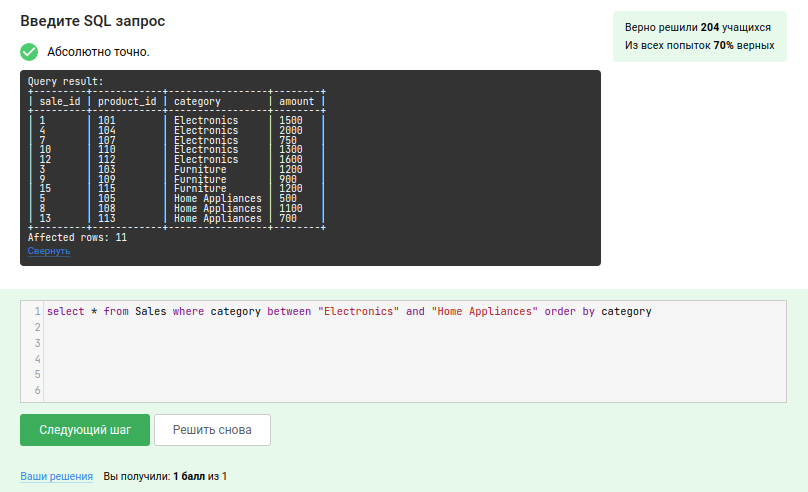 Введите SQL запрос
Верно решили 204 учащихся
Из всех попыток 70% верных
Абсолютно точно.
Query result:
+---------+------------+-----------------+--------+
| sale_id | product_id | category        | amount |
+---------+------------+-----------------+--------+
| 1       | 101        | Electronics     | 1500   |
| 4       | 104        | Electronics     | 2000   |
| 7       | 107        | Electronics     | 750    |
| 10      | 110        | Electronics     | 1300   |
| 12      | 112        | Electronics     | 1600   |
| 3       | 103        | Furniture       | 1200   |
| 9       | 109        | Furniture       | 900    |
| 15      | 115        | Furniture       | 1200   |
| 5       | 105        | Home Appliances | 500    |
| 8       | 108        | Home Appliances | 1100   |
| 13      | 113        | Home Appliances | 700    |
+---------+------------+-----------------+--------+
Affected rows: 11
Свернуть
1 select * from Sales where category between "Electronics" and "Home Appliances" order by category
2
3
4
5
6
Следующий шаг
Решить снова
Ваши решения Вы получили: 1 балл из 1